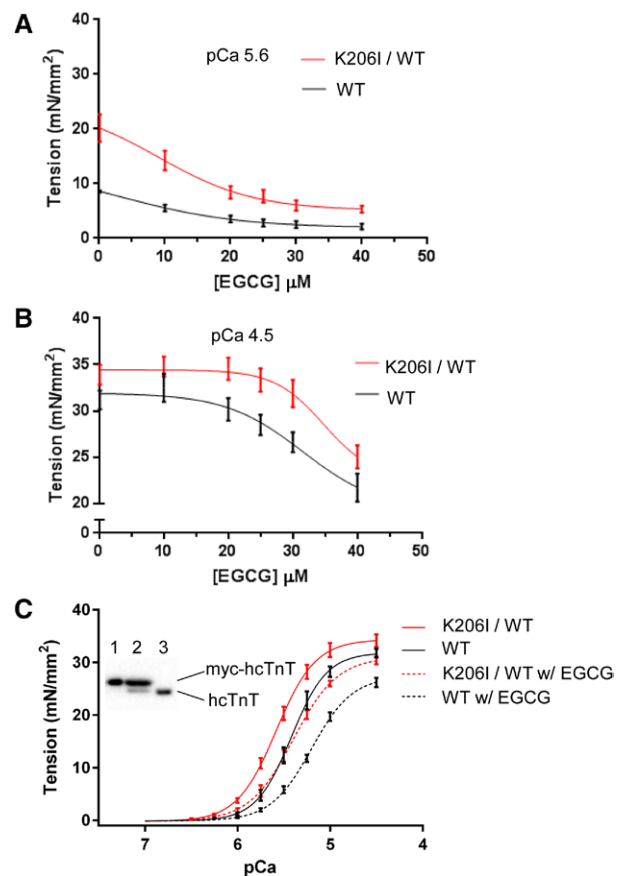 A
pCa 5.6
K206I / WT
WT
Tension (mN/mm²)
40
30
20
10
0
0 10 20 30 40 50
[EGCG] μM
B
pCa 4.5
K206I / WT
WT
Tension (mN/mm²)
40
35
30
25
20
0
0 10 20 30 40 50
[EGCG] μM
C
K206I / WT
WT
K206I / WT w/ EGCG
WT w/ EGCG
1 2 3
myc-hcTnT
hcTnT
Tension (mN/mm²)
40
30
20
10
0
7 6 5 4
pCa